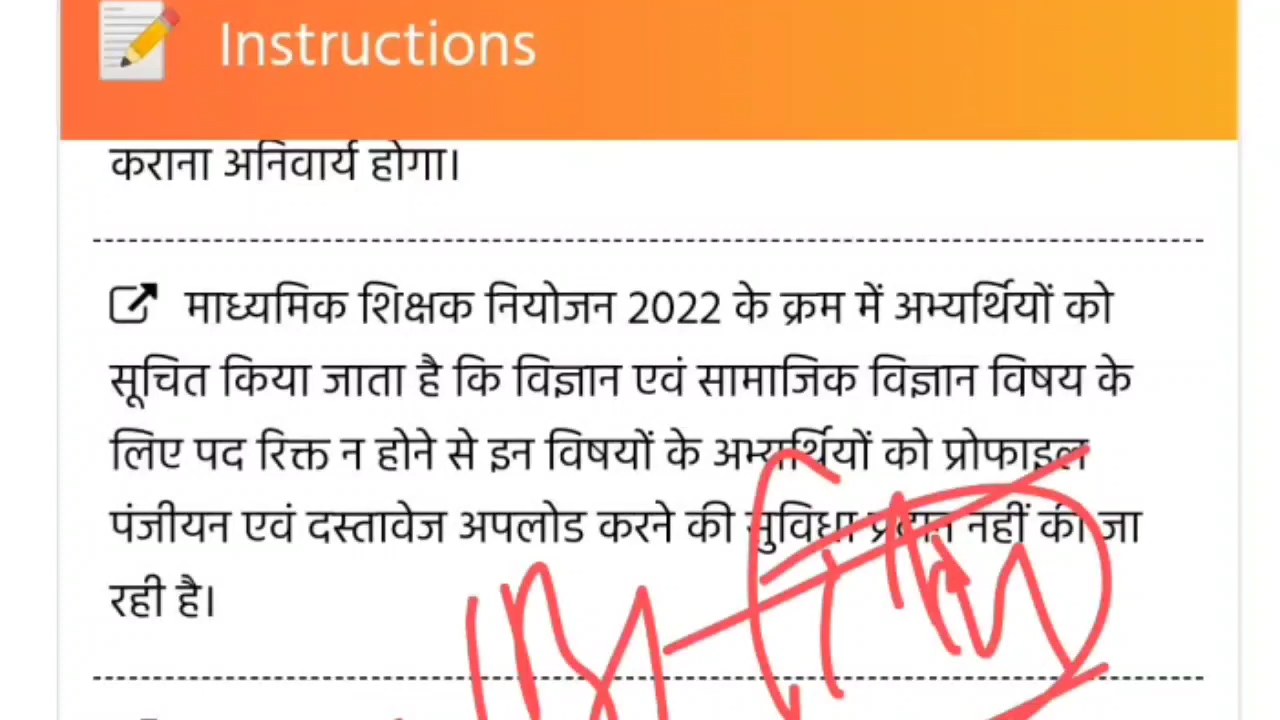 Instructions
कराना अनिवार्य होगा।
माध्यमिक शिक्षक नियोजन 2022 के क्रम में अभ्यर्थियों को
सूचित किया जाता है कि विज्ञान एवं सामाजिक विज्ञान विषय के
लिए पद रिक्त न होने से इन विषयों के अभ्यर्थियों को प्रोफाइल
पंजीयन एवं दस्तावेज अपलोड करने की सुविधा प्रदान नहीं की जा
रही है।